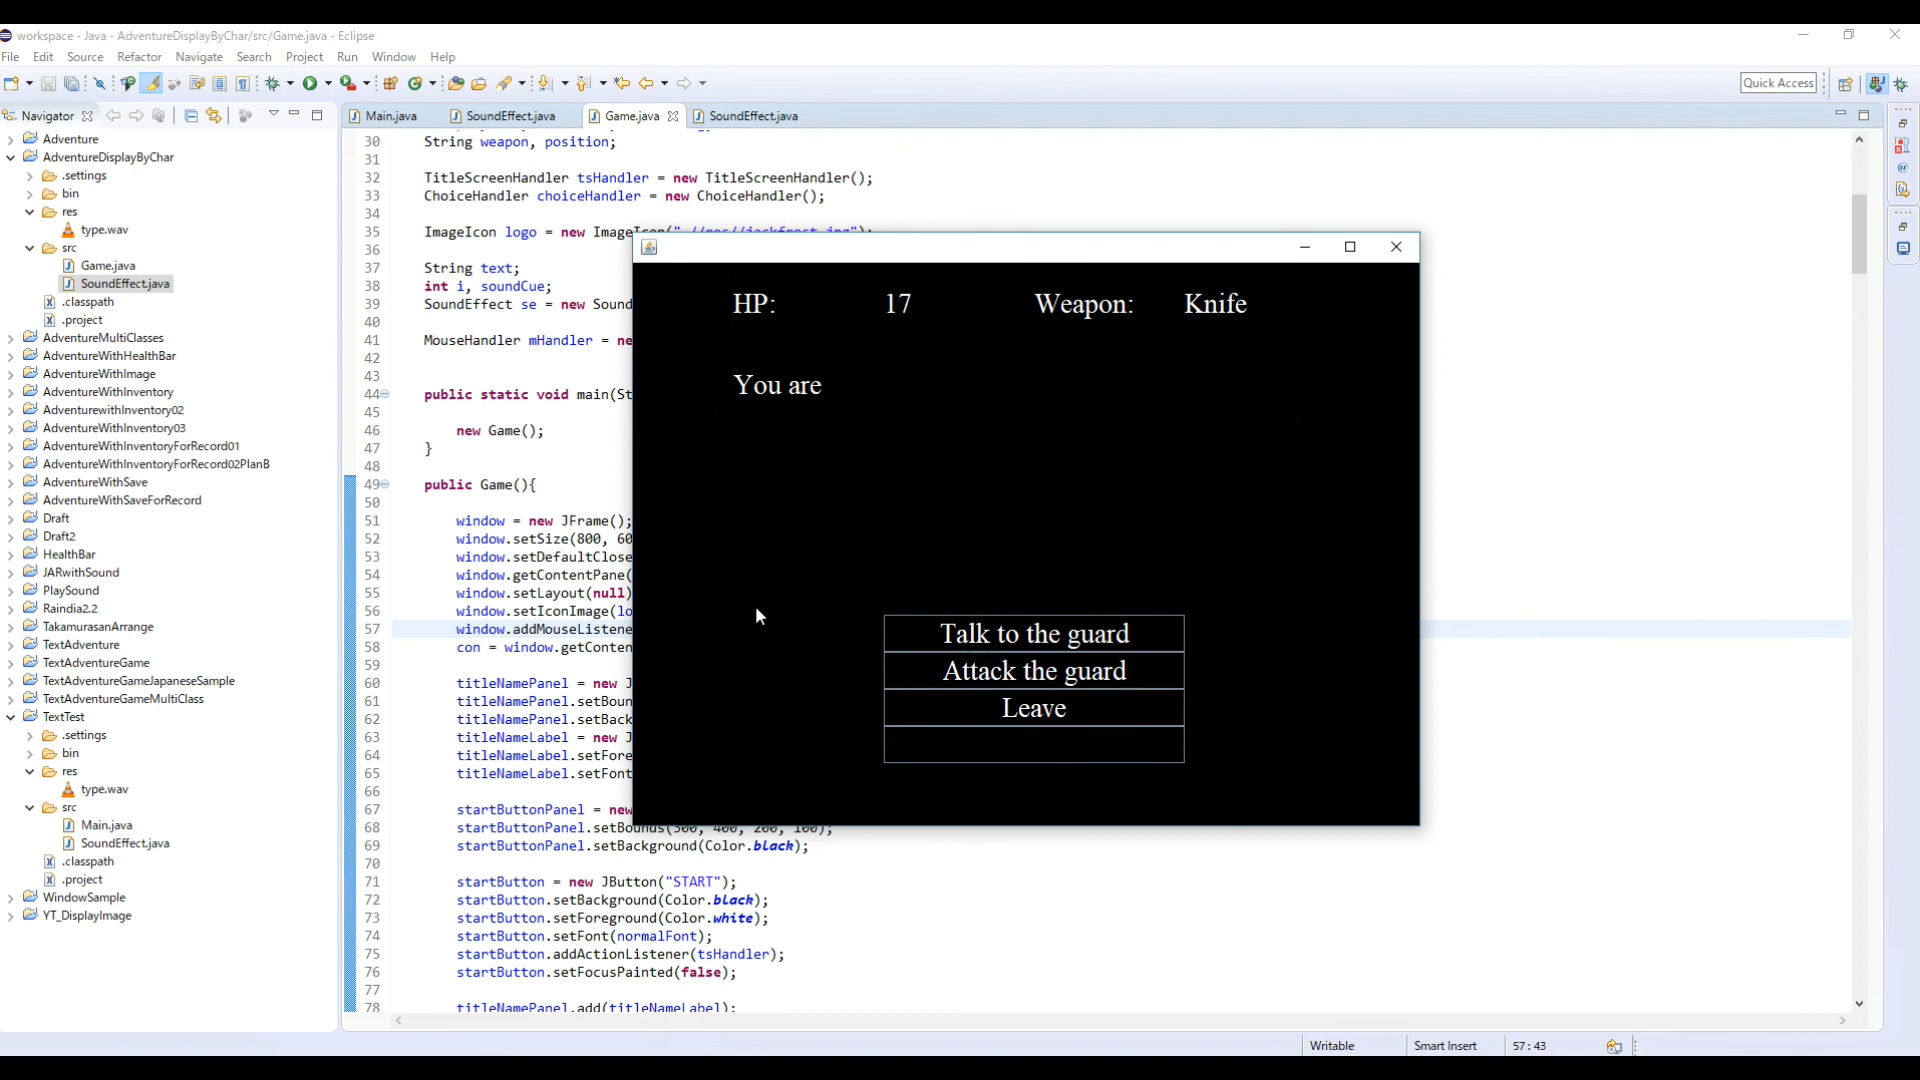 workspace - Java - AdventureDisplayByChar/src/Game.java - Eclipse
File Edit Source Refactor Navigate Search Project Run Window Help
Quick Access
Navigator
Main.java SoundEffect.java Game.java SoundEffect.java
Adventure
AdventureDisplayByChar
.settings
bin
res
type.wav
src
Game.java
SoundEffect.java
.classpath
.project
AdventureMultiClasses
AdventureWithHealthBar
AdventureWithImage
AdventureWithInventory
AdventurewithInventory02
AdventureWithInventory03
AdventureWithInventoryForRecord01
AdventureWithInventoryForRecord02PlanB
AdventureWithSave
AdventureWithSaveForRecord
Draft
Draft2
HealthBar
JARwithSound
PlaySound
Raindia2.2
TakamurasanArrange
TextAdventure
TextAdventureGame
TextAdventureGameJapaneseSample
TextAdventureGameMultiClass
TextTest
.settings
bin
res
type.wav
src
Main.java
SoundEffect.java
.classpath
.project
WindowSample
YT_DisplayImage
30 String weapon, position;
31
32 TitleScreenHandler tsHandler = new TitleScreenHandler();
33 ChoiceHandler choiceHandler = new ChoiceHandler();
34
35 ImageIcon logo = new ImageIcon(".//res//jackfrost.jpg");
36
37 String text;
38 int i, soundCue;
39 SoundEffect se = new Sound
40
41 MouseHandler mHandler = ne
42
43
44 public static void main(St
45
46 new Game();
47 }
48
49 public Game(){
50
51 window = new JFrame();
52 window.setSize(800, 60
53 window.setDefaultClose
54 window.getContentPane(
55 window.setLayout(null)
56 window.setIconImage(lo
57 window.addMouseListene
58 con = window.getConten
59
60 titleNamePanel = new J
61 titleNamePanel.setBoun
62 titleNamePanel.setBack
63 titleNameLabel = new J
64 titleNameLabel.setFore
65 titleNameLabel.setFont
66
67 startButtonPanel = new
68 startButtonPanel.setBounds(300, 400, 200, 100);
69 startButtonPanel.setBackground(Color.black);
70
71 startButton = new JButton("START");
72 startButton.setBackground(Color.black);
73 startButton.setForeground(Color.white);
74 startButton.setFont(normalFont);
75 startButton.addActionListener(tsHandler);
76 startButton.setFocusPainted(false);
77
78 titleNamePanel.add(titleNameLabel);
HP: 17 Weapon: Knife
You are
Talk to the guard
Attack the guard
Leave
Writable Smart Insert 57 : 43